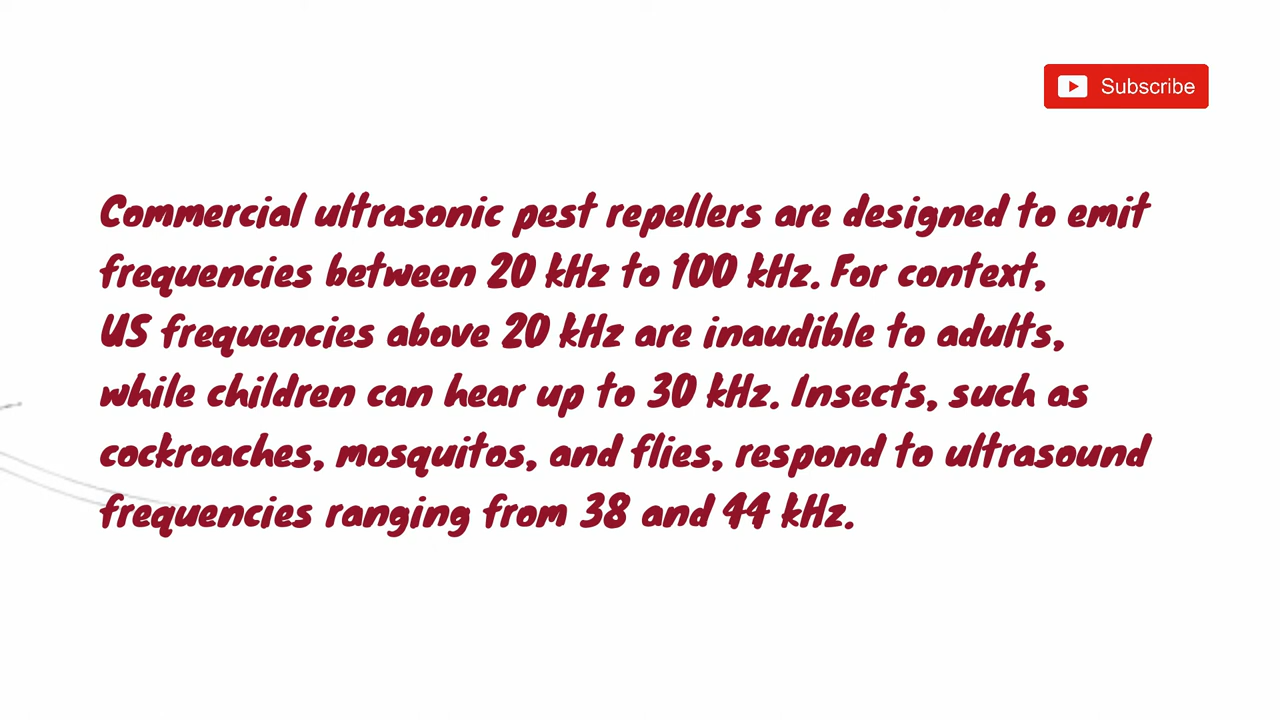 Subscribe
Commercial ultrasonic pest repellers are designed to emit
frequencies between 20 kHz to 100 kHz. For context,
US frequencies above 20 kHz are inaudible to adults,
while children can hear up to 30 kHz. Insects, such as
cockroaches, mosquitos, and flies, respond to ultrasound
frequencies ranging from 38 and 44 kHz.